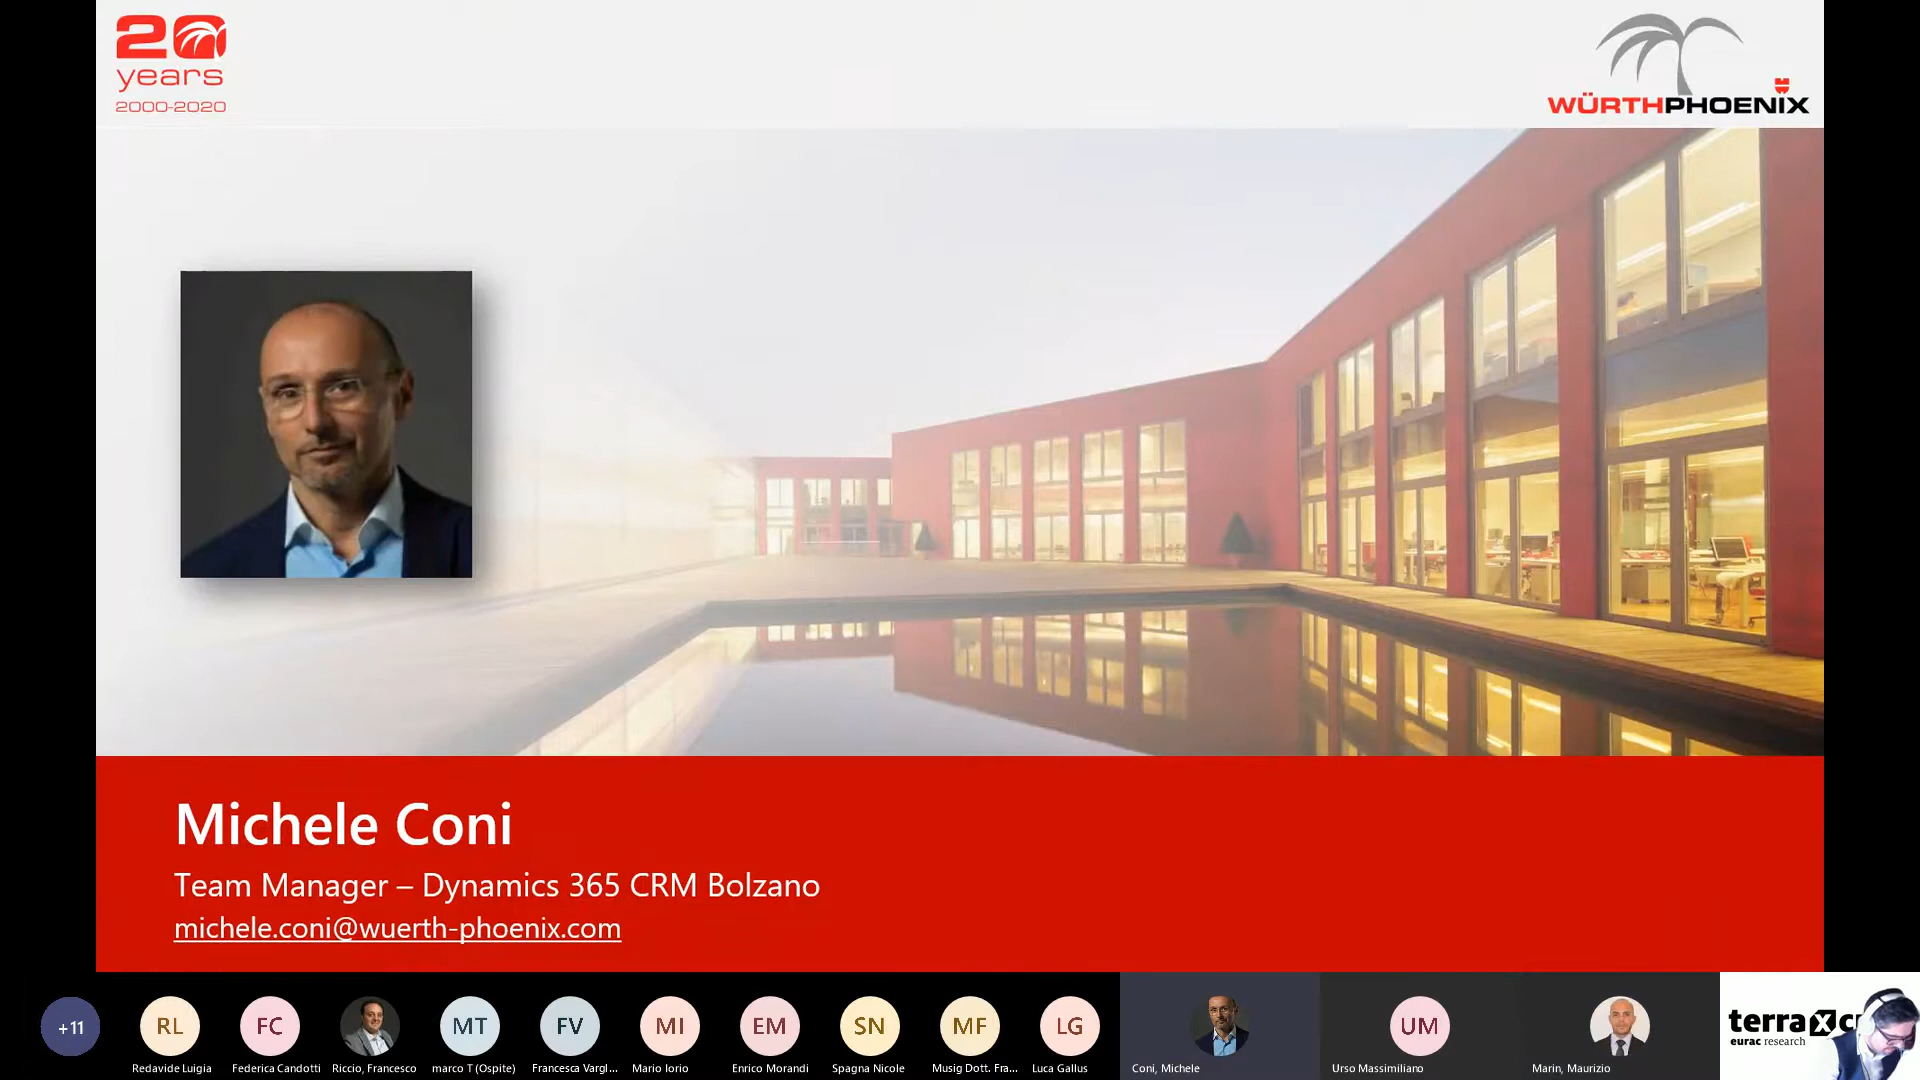 20
years
2000-2020
WÜRTHPHOENIX
Michele Coni
Team Manager – Dynamics 365 CRM Bolzano
michele.coni@wuerth-phoenix.com
+11
RL
FC
MT
FV
MI
EM
SN
MF
LG
UM
Redavide Luigia
Federica Candotti
Riccio, Francesco
marco T (Ospite)
Francesca Vargl...
Mario Iorio
Enrico Morandi
Spagna Nicole
Musig Dott. Fra...
Luca Gallus
Coni, Michele
Urso Massimiliano
Marin, Maurizio
eurac research